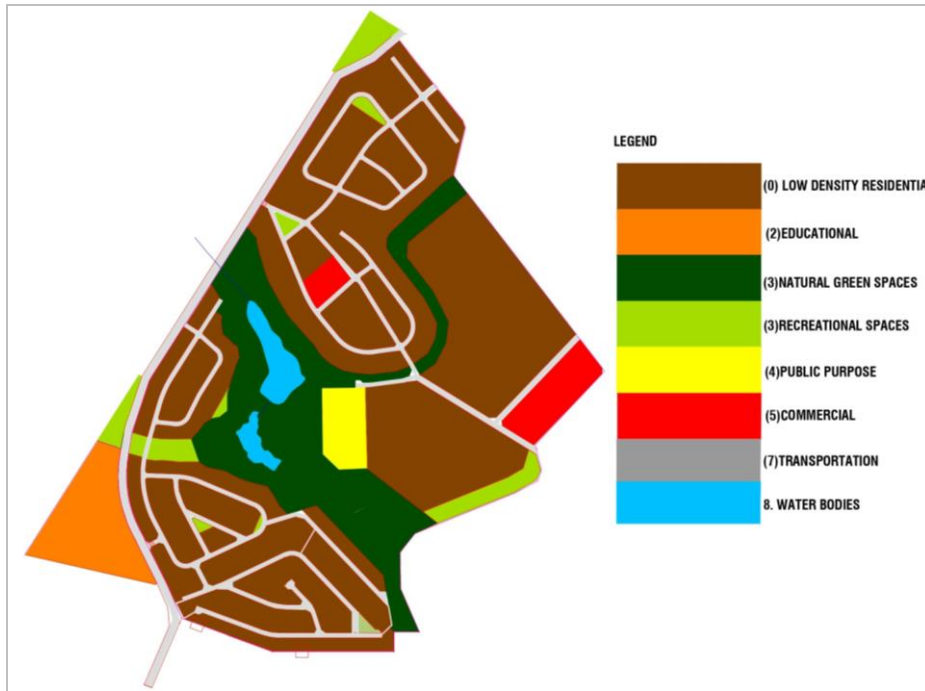 LEGEND
(0) LOW DENSITY RESIDENTIA
(2)EDUCATIONAL
(3)NATURAL GREEN SPACES
(3)RECREATIONAL SPACES
(4)PUBLIC PURPOSE
(5)COMMERCIAL
(7)TRANSPORTATION
8. WATER BODIES